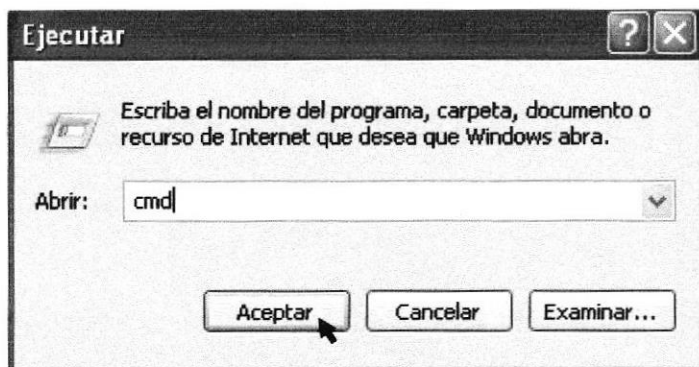 Ejecutar
Escriba el nombre del programa, carpeta, documento o
recurso de Internet que desea que Windows abra.
Abrir: cmd
Aceptar Cancelar Examinar...